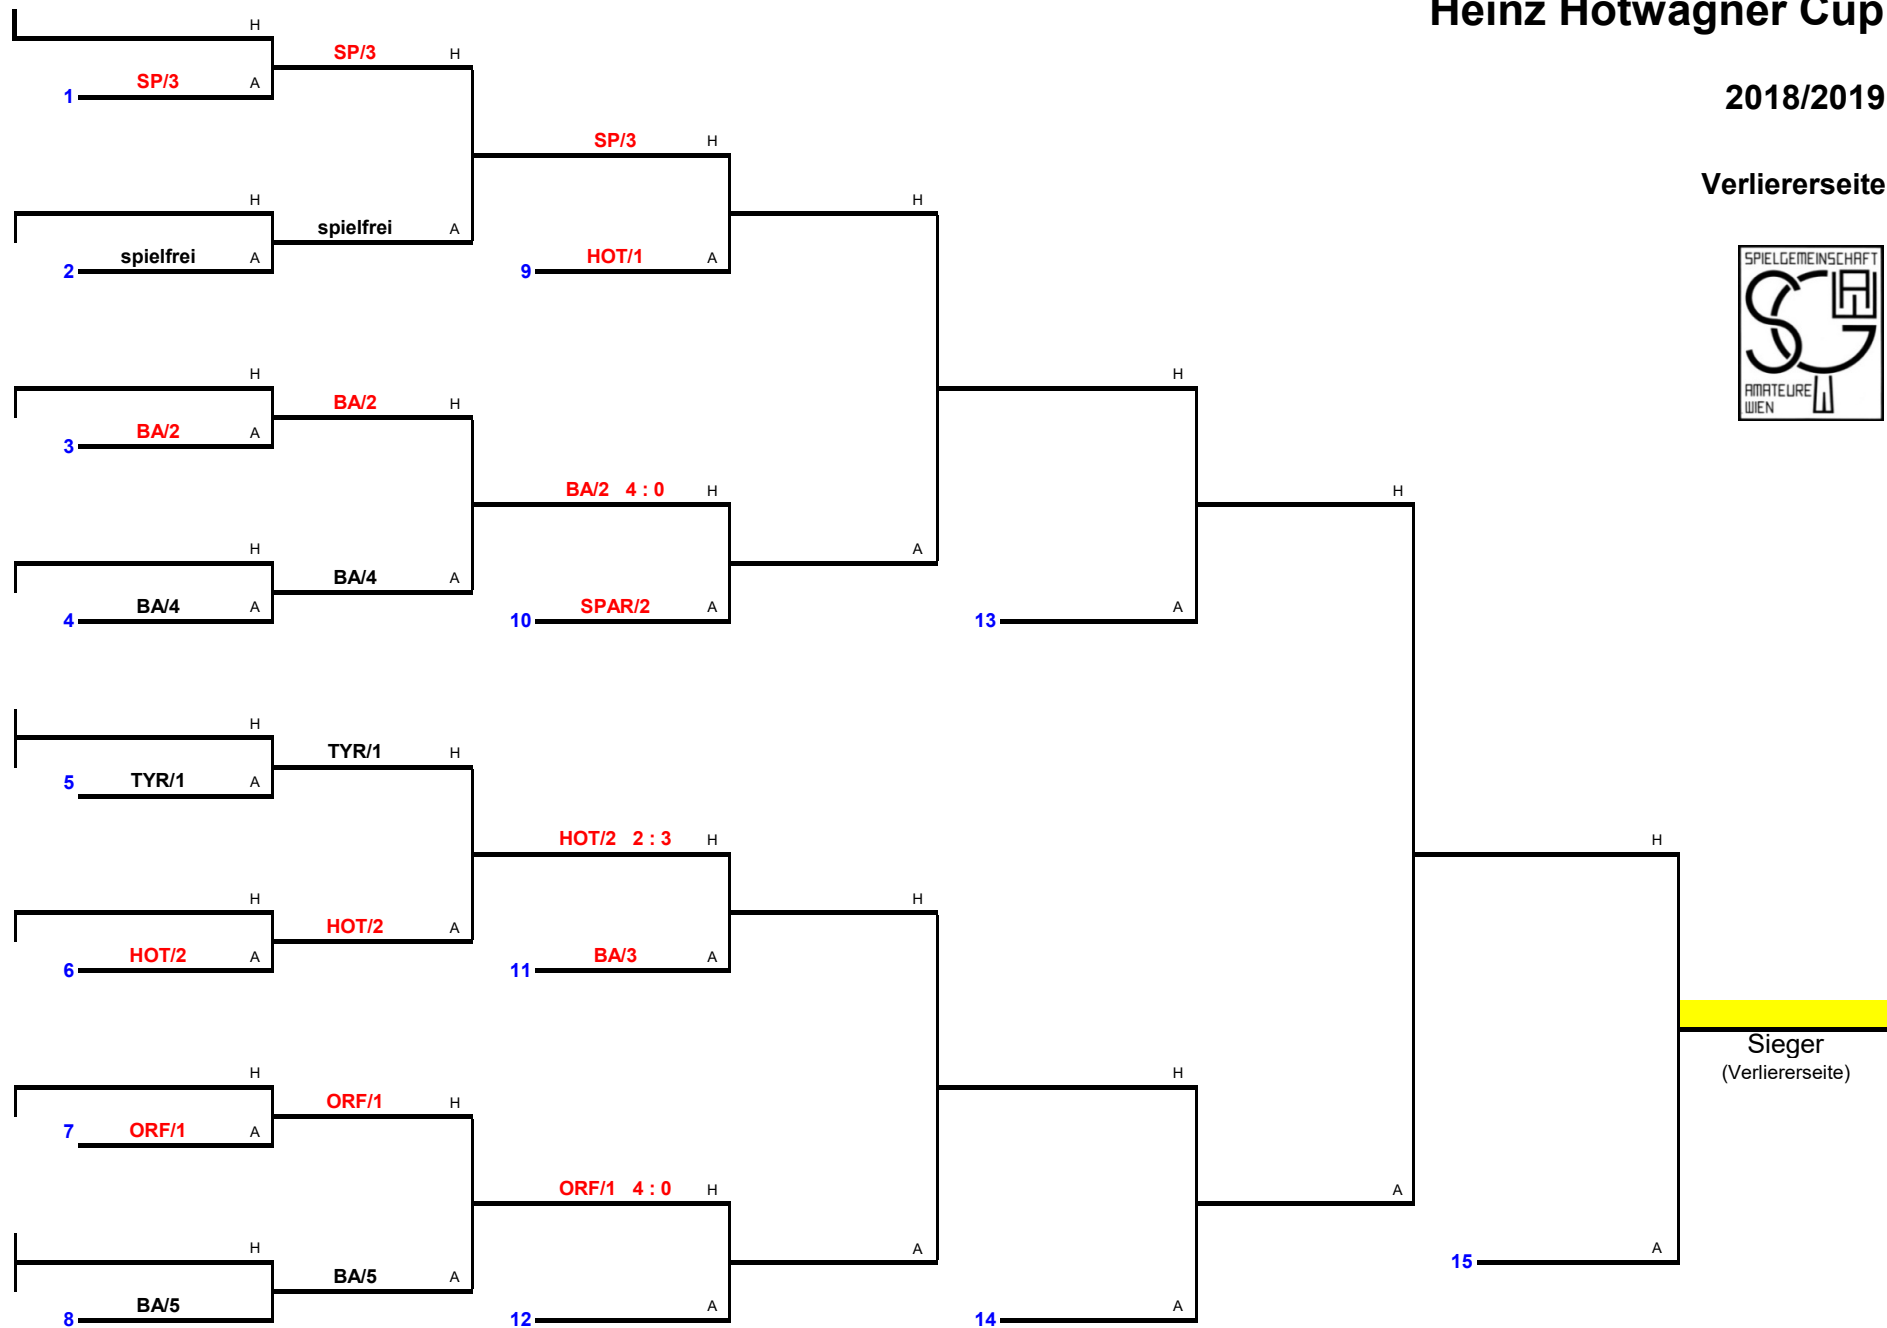 Heinz Hotwagner Cup
H
SP/3 H
1 SP/3 A
2018/2019
SP/3 H
Verliererseite
H H
spielfrei A
2 spielfrei A
9 HOT/1 A
SPIELGEMEINSCHAFT
SGAW
AMATEURE
WIEN
H H
BA/2 H
3 BA/2 A
BA/2 4 : 0 H
H
H A
BA/4 A
4 BA/4 A
10 SPAR/2 A
13 A
H
TYR/1 H
5 TYR/1 A
HOT/2 2 : 3 H
H
H H
HOT/2 A
6 HOT/2 A
11 BA/3 A
Sieger
(Verliererseite)
H H
ORF/1 H
7 ORF/1 A
ORF/1 4 : 0 H
A
H A
15 A
BA/5 A
8 BA/5
12 A
14 A